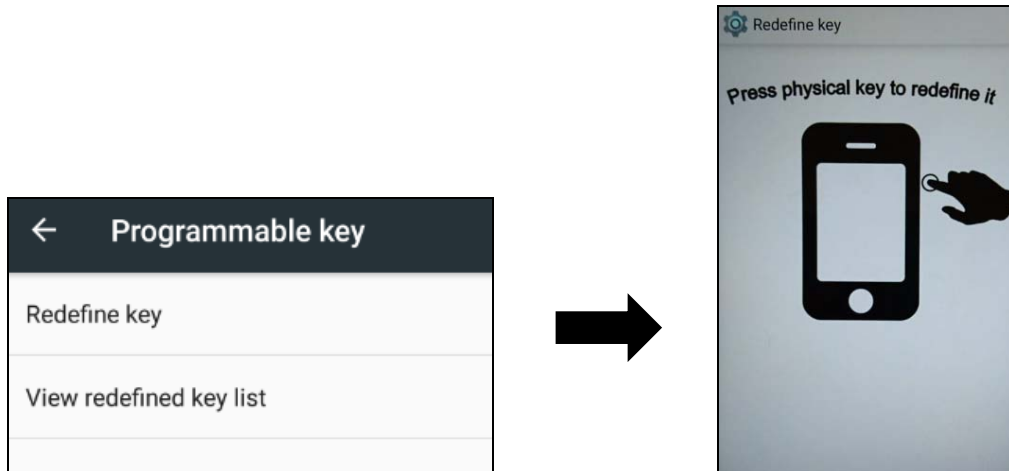 Programmable key
Redefine key
View redefined key list
Redefine key
Press physical key to redefine it